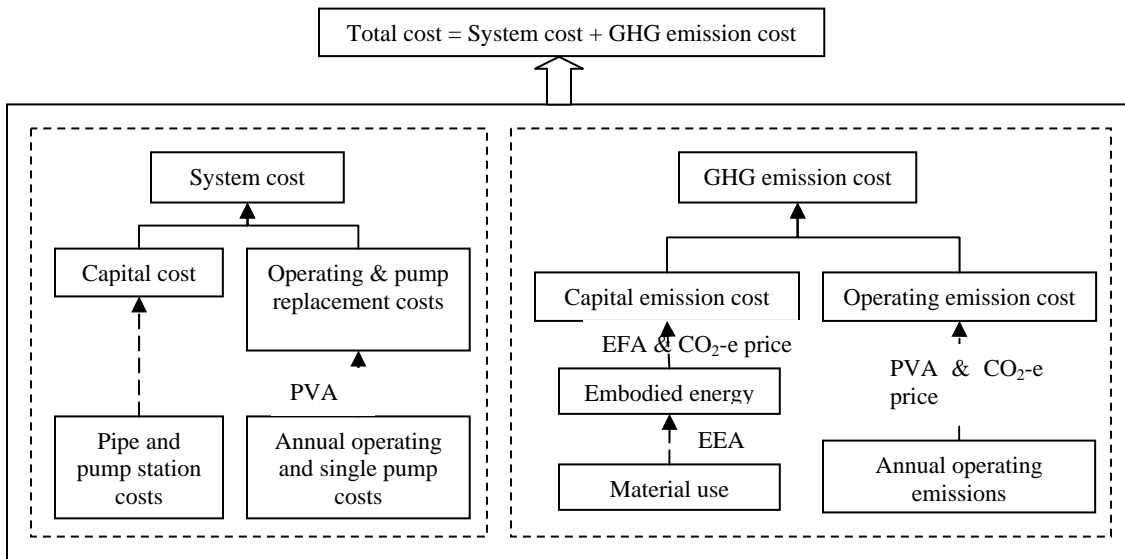 Total cost = System cost + GHG emission cost
System cost
Capital cost
Operating & pump
replacement costs
PVA
Pipe and
pump station
costs
Annual operating
and single pump
costs
GHG emission cost
Capital emission cost
Operating emission cost
EFA & CO₂-e price
Embodied energy
EEA
Material use
PVA & CO₂-e
price
Annual operating
emissions